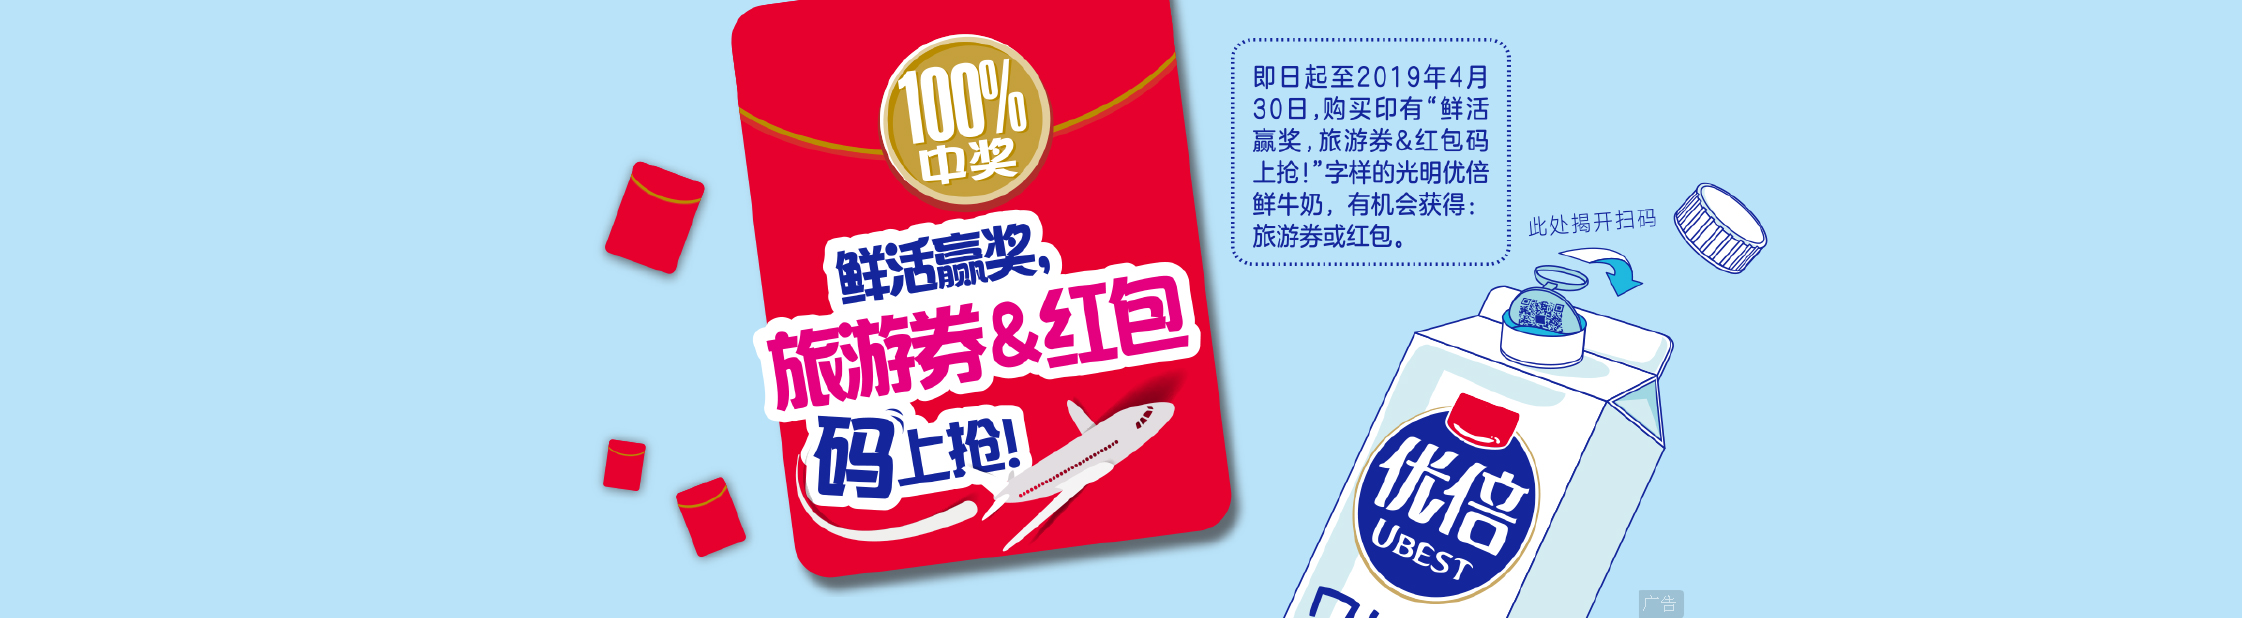 100%
中奖
鲜活赢奖,
旅游券&红包
码上抢!
即日起至2019年4月
30日,购买印有“鲜活
赢奖,旅游券&红包码
上抢!”字样的光明优倍
鲜牛奶，有机会获得：
旅游券或红包。
此处揭开扫码
优倍
UBEST
广告